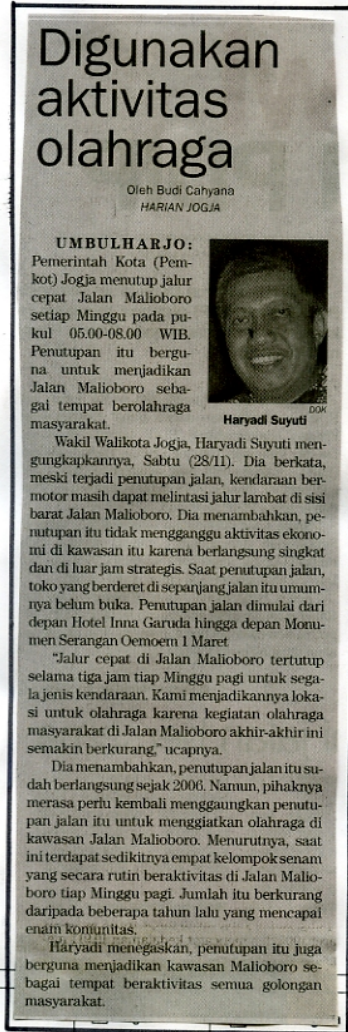 Digunakan
aktivitas
olahraga
Oleh Budi Cahyana
HARIAN JOGJA
UMBULHARJO:
Pemerintah Kota (Pem-
kot) Jogja menutup jalur
cepat Jalan Malioboro
setiap Minggu pada pu-
kul 05.00-08.00 WIB.
Penutupan itu bergu-
na untuk menjadikan
Jalan Malioboro seba-
gai tempat berolahraga
masyarakat.
DOK
Haryadi Suyuti
Wakil Walikota Jogja, Haryadi Suyuti men-
gungkapkannya, Sabtu (28/11). Dia berkata,
meski terjadi penutupan jalan, kendaraan ber-
motor masih dapat melintasi jalur lambat di sisi
barat Jalan Malioboro. Dia menambahkan, pe-
nutupan itu tidak mengganggu aktivitas ekono-
mi di kawasan itu karena berlangsung singkat
dan di luar jam strategis. Saat penutupan jalan,
toko yang berderet di sepanjang jalan itu umum-
nya belum buka. Penutupan jalan dimulai dari
depan Hotel Inna Garuda hingga depan Monu-
men Serangan Oemoem 1 Maret
"Jalur cepat di Jalan Malioboro tertutup
selama tiga jam tiap Minggu pagi untuk sega-
la jenis kendaraan. Kami menjadikannya loka-
si untuk olahraga karena kegiatan olahraga
masyarakat di Jalan Malioboro akhir-akhir ini
semakin berkurang," ucapnya.
Dia menambahkan, penutupan jalan itu su-
dah berlangsung sejak 2006. Namun, pihaknya
merasa perlu kembali menggaungkan penutu-
pan jalan itu untuk menggiatkan olahraga di
kawasan Jalan Malioboro. Menurutnya, saat
ini terdapat sedikitnya empat kelompok senam
yang secara rutin beraktivitas di Jalan Malio-
boro tiap Minggu pagi. Jumlah itu berkurang
daripada beberapa tahun lalu yang mencapai
enam komunitas.
Haryadi menegaskan, penutupan itu juga
berguna menjadikan kawasan Malioboro se-
bagai tempat beraktivitas semua golongan
masyarakat.